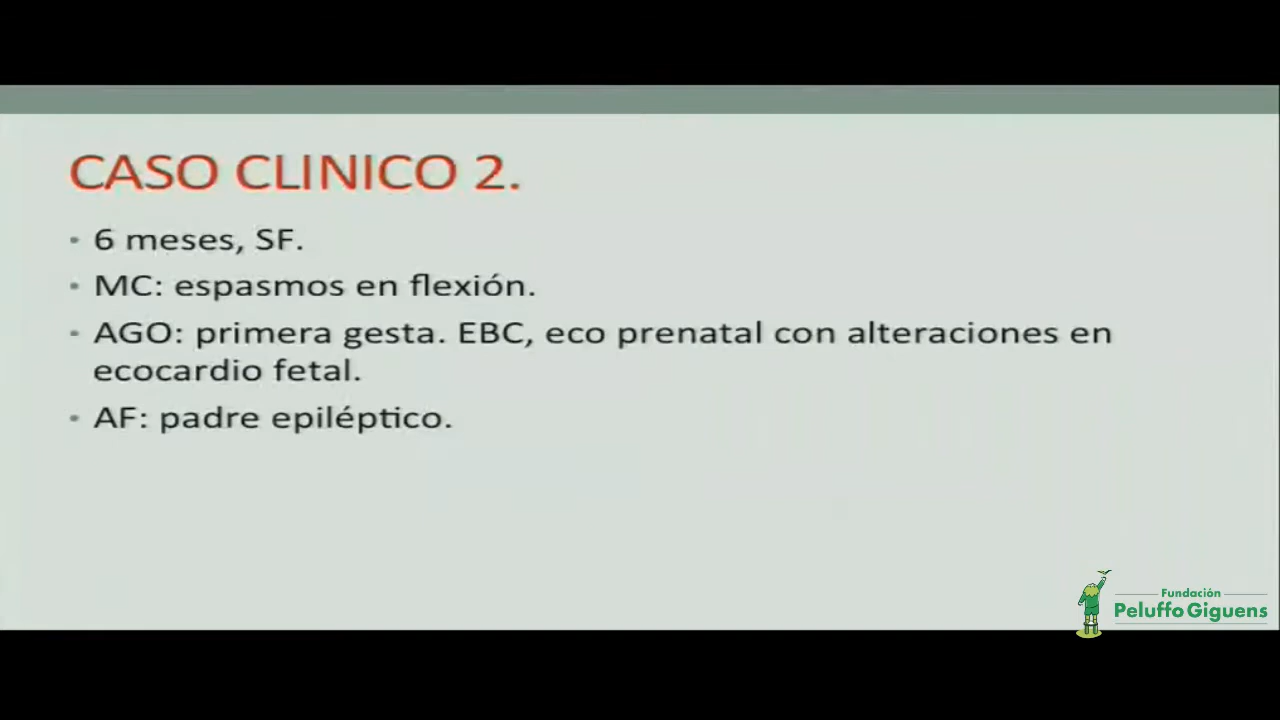 CASO CLINICO 2.
• 6 meses, SF.
• MC: espasmos en flexión.
• AGO: primera gesta. EBC, eco prenatal con alteraciones en
ecocardio fetal.
• AF: padre epiléptico.
Fundación
Peluffo Giguens